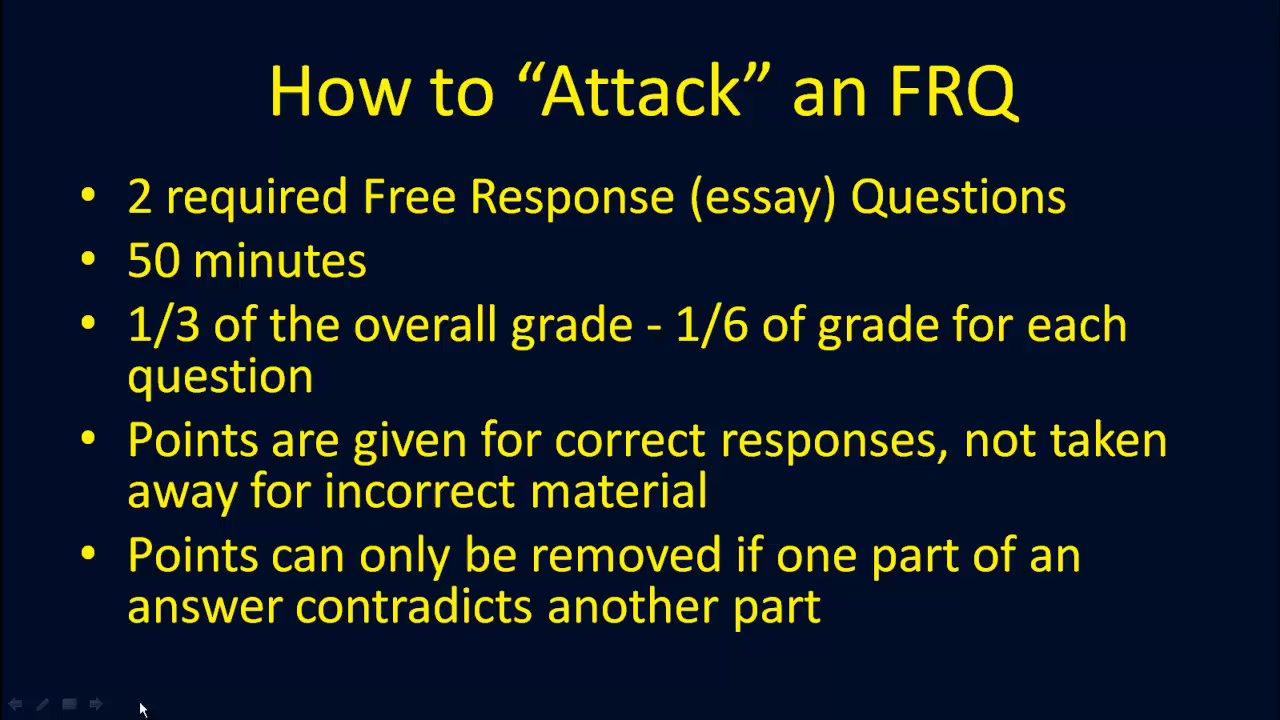 How to “Attack” an FRQ
• 2 required Free Response (essay) Questions
• 50 minutes
• 1/3 of the overall grade - 1/6 of grade for each
question
• Points are given for correct responses, not taken
away for incorrect material
• Points can only be removed if one part of an
answer contradicts another part